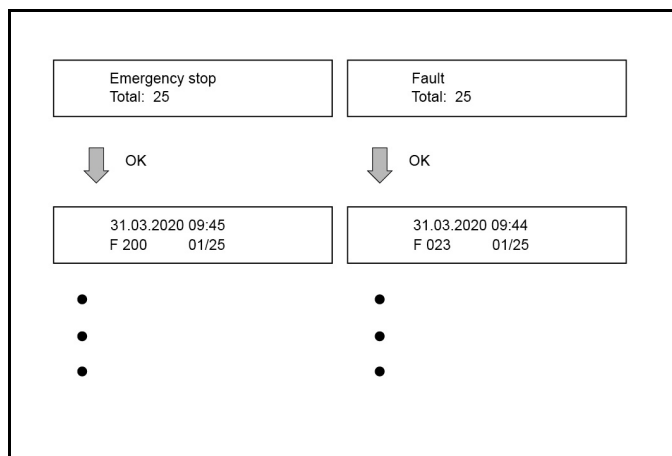 Emergency stop
Total: 25
Fault
Total: 25
OK
OK
31.03.2020 09:45
F 200 01/25
31.03.2020 09:44
F 023 01/25